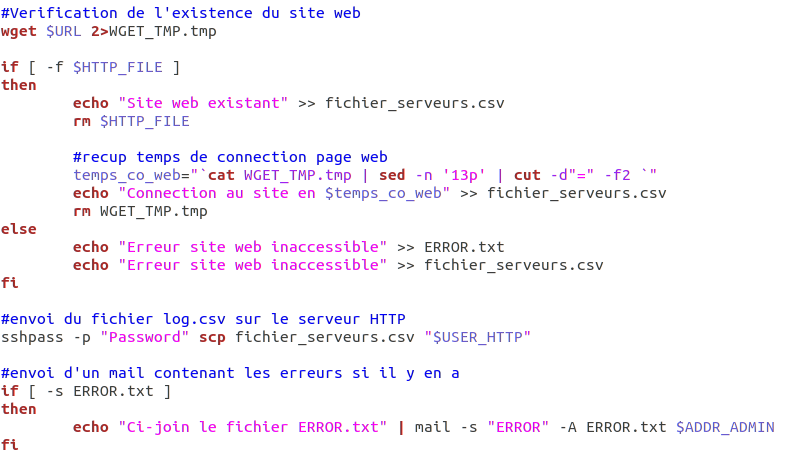 #Verification de l'existence du site web
wget $URL 2>WGET_TMP.tmp
if [ -f $HTTP_FILE ]
then
echo "Site web existant" >> fichier_serveurs.csv
rm $HTTP_FILE
#recup temps de connection page web
temps_co_web="`cat WGET_TMP.tmp | sed -n '13p' | cut -d"=" -f2 `"
echo "Connection au site en $temps_co_web" >> fichier_serveurs.csv
rm WGET_TMP.tmp
else
echo "Erreur site web inaccessible" >> ERROR.txt
echo "Erreur site web inaccessible" >> fichier_serveurs.csv
fi
#envoi du fichier log.csv sur le serveur HTTP
sshpass -p "Password" scp fichier_serveurs.csv "$USER_HTTP"
#envoi d'un mail contenant les erreurs si il y en a
if [ -s ERROR.txt ]
then
echo "Ci-join le fichier ERROR.txt" | mail -s "ERROR" -A ERROR.txt $ADDR_ADMIN
fi